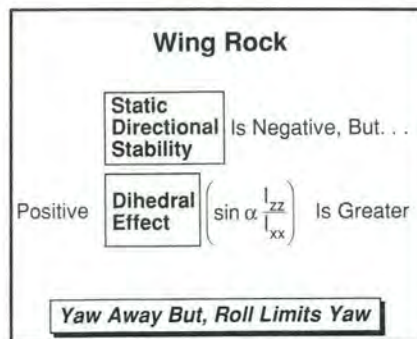 Wing Rock
Static
Directional Is Negative, But. . .
Stability
Positive Dihedral Effect (sin α Izz/Ixx) Is Greater
Yaw Away But, Roll Limits Yaw